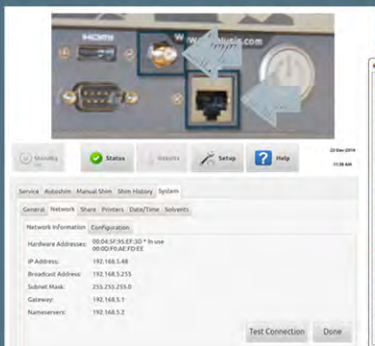 HDMI
Standby
Status
Results
Setup
Help
23-Dec-2014
11:38 AM
Service Autoshim Manual Shim Shim History System
General Network Share Printers Date/Time Solvents
Network Information Configuration
Hardware Addresses: 00:04:5F:95:EF:3D * In use
00:0D:F0:AE:FD:EE
IP Address: 192.168.5.48
Broadcast Address: 192.168.5.255
Subnet Mask: 255.255.255.0
Gateway: 192.168.5.1
Nameservers: 192.168.5.2
Test Connection Done